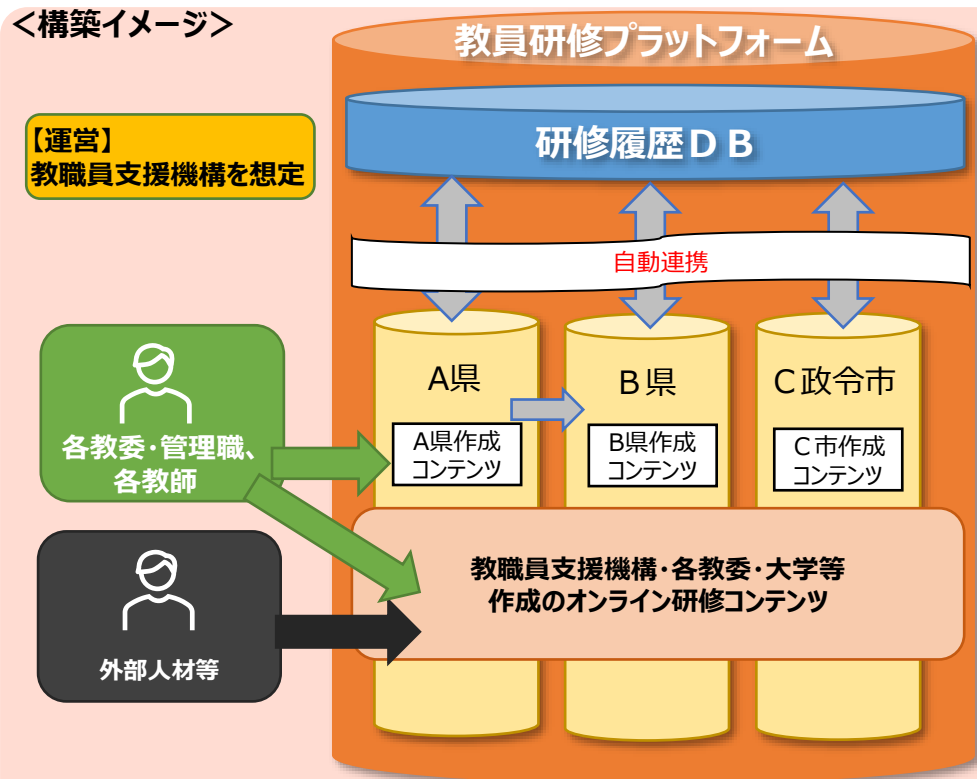 <構築イメージ>
教員研修プラットフォーム
研修履歴DB
【運営】
教職員支援機構を想定
自動連携
A県
B県
C政令市
A県作成
コンテンツ
B県作成
コンテンツ
C市作成
コンテンツ
各教委・管理職、
各教師
教職員支援機構・各教委・大学等
作成のオンライン研修コンテンツ
外部人材等